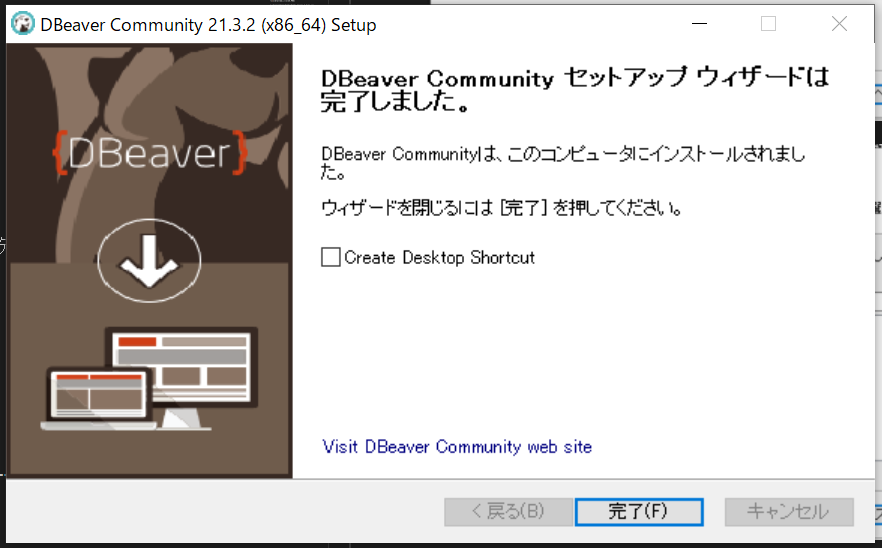 DBeaver Community 21.3.2 (x86_64) Setup
{DBeaver}
DBeaver Community セットアップ ウィザードは
完了しました。
DBeaver Communityは、このコンピュータにインストールされまし
た。
ウィザードを閉じるには [完了] を押してください。
Create Desktop Shortcut
Visit DBeaver Community web site
< 戻る(B)
完了(F)
キャンセル